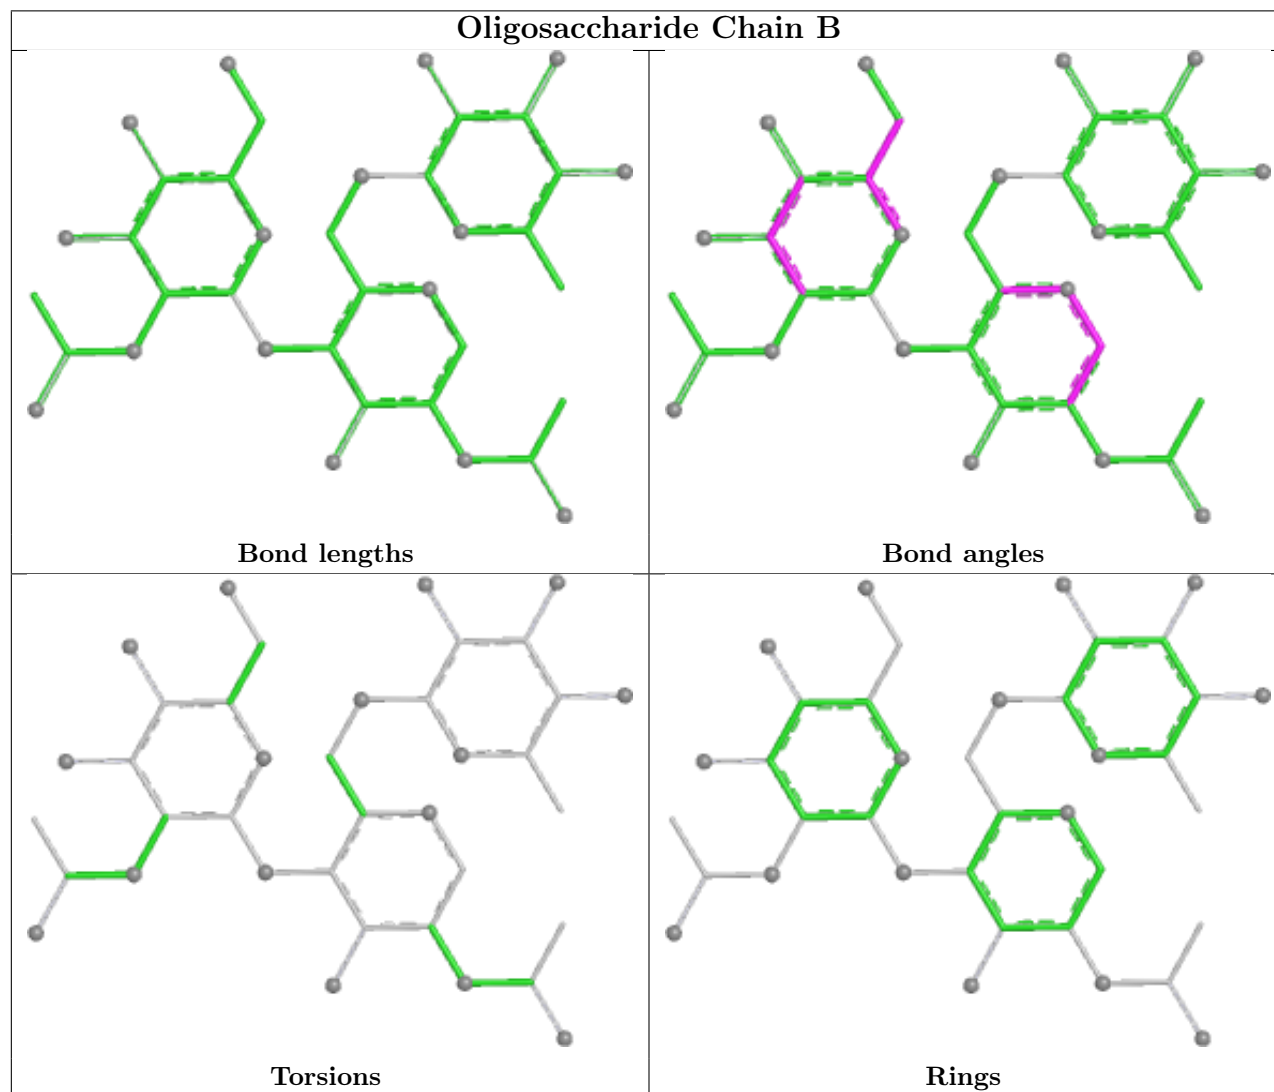 Oligosaccharide Chain B
Bond lengths
Bond angles
Torsions
Rings